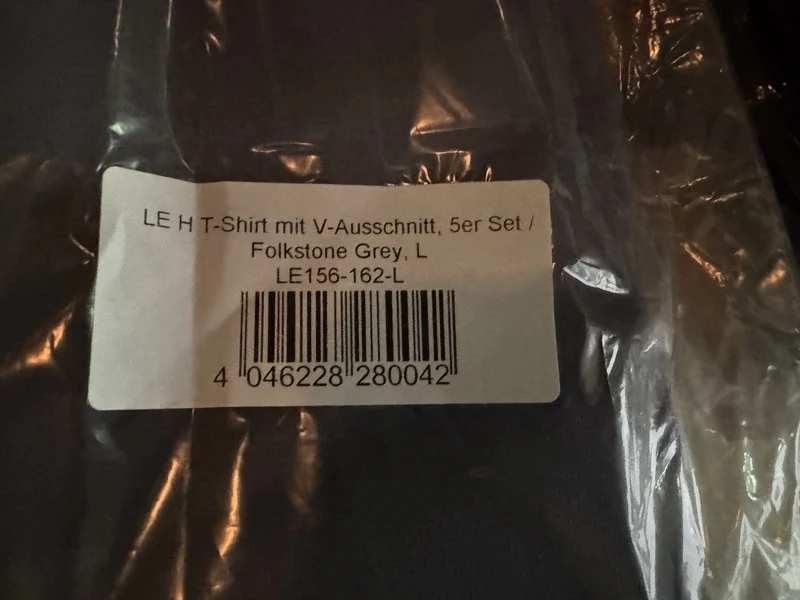 LE H T-Shirt mit V-Ausschnitt, 5er Set /
Folkstone Grey, L
LE156-162-L
4 046228 280042